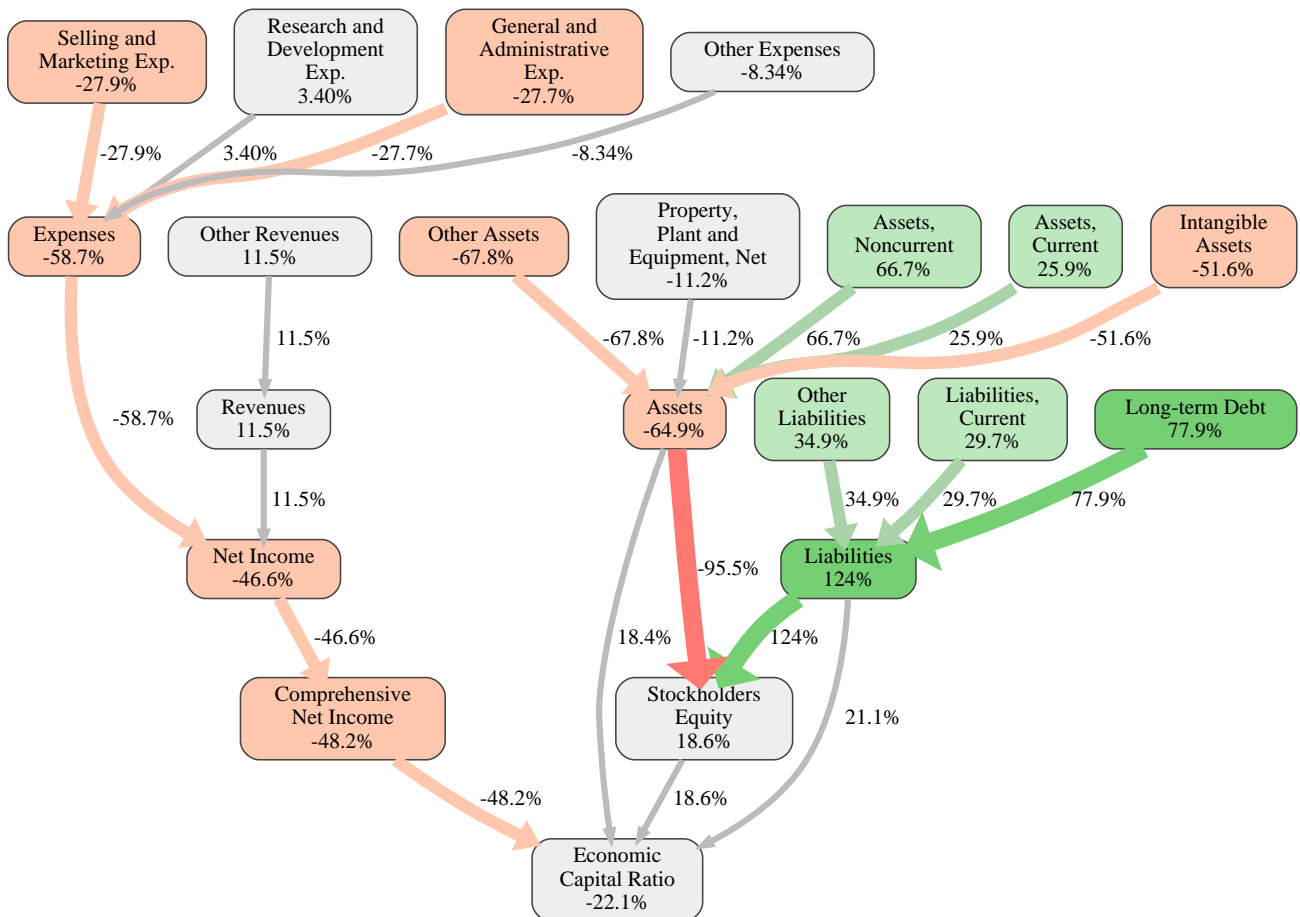 Selling and
Marketing Exp.
-27.9%
Research and
Development
Exp.
3.40%
General and
Administrative
Exp.
-27.7%
Other Expenses
-8.34%
-27.9%
3.40%
-27.7%
-8.34%
Expenses
-58.7%
Other Revenues
11.5%
Other Assets
-67.8%
Property,
Plant and
Equipment, Net
-11.2%
Assets,
Noncurrent
66.7%
Assets,
Current
25.9%
Intangible
Assets
-51.6%
11.5%
-67.8%
-11.2%
66.7%
25.9%
-51.6%
-58.7%
Revenues
11.5%
Assets
-64.9%
Other
Liabilities
34.9%
Liabilities,
Current
29.7%
Long-term Debt
77.9%
11.5%
34.9%
29.7%
77.9%
Net Income
-46.6%
-95.5%
Liabilities
124%
-46.6%
18.4%
124%
Comprehensive
Net Income
-48.2%
Stockholders
Equity
18.6%
21.1%
-48.2%
18.6%
Economic
Capital Ratio
-22.1%